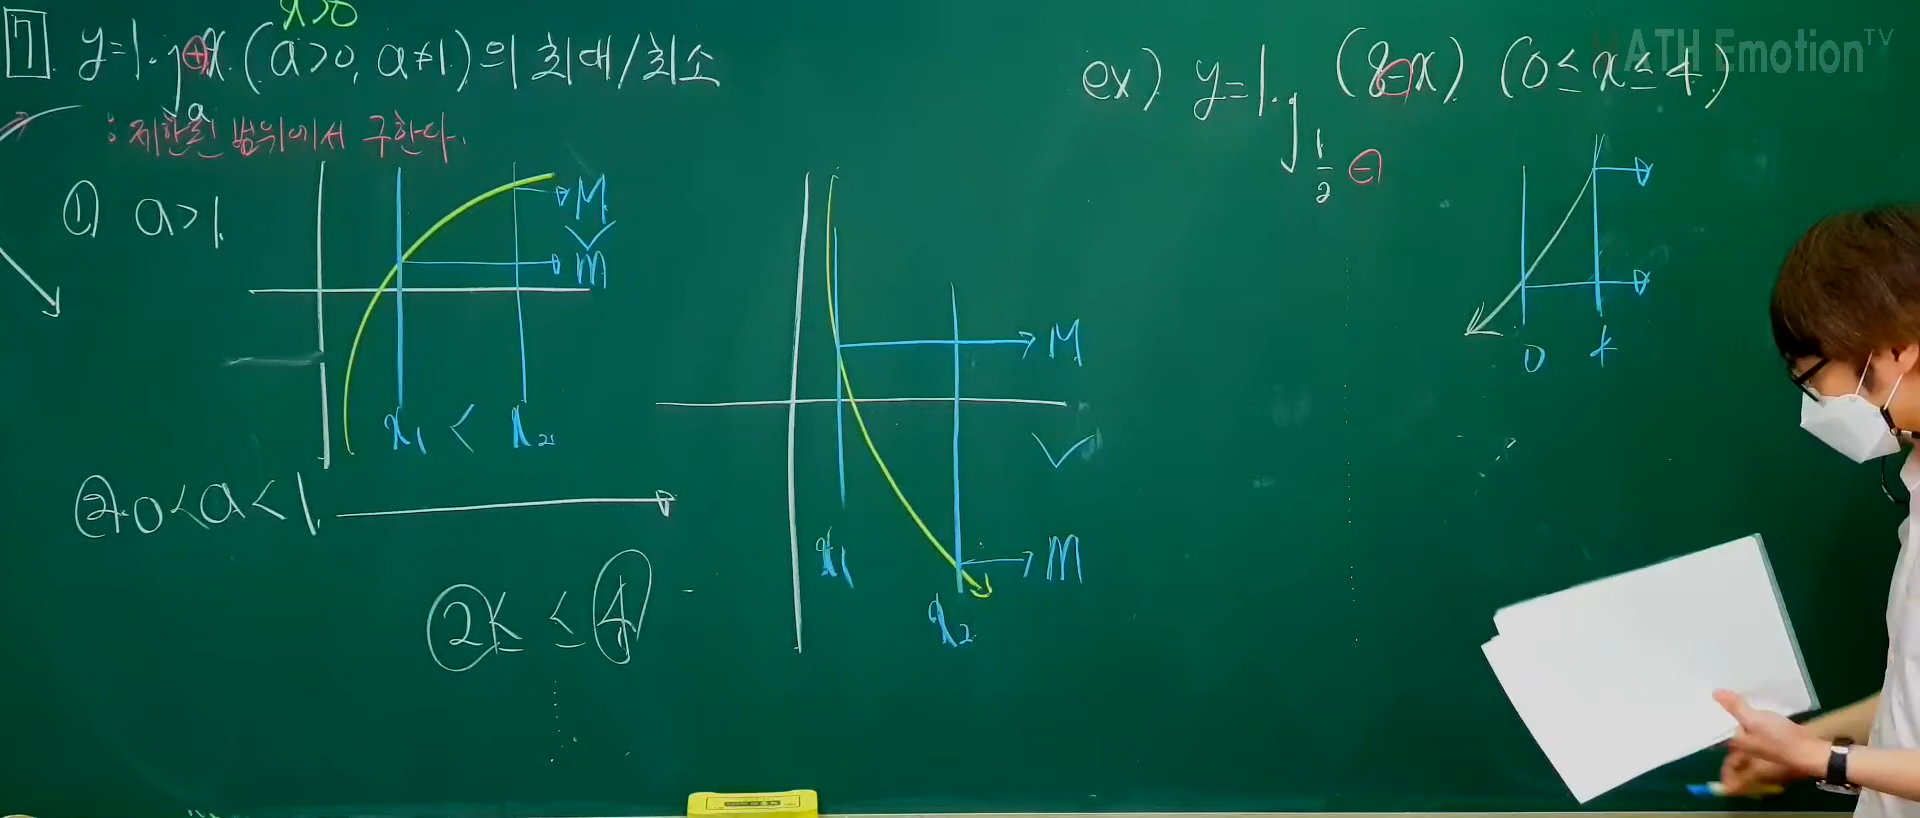 7. y=log_a x (a>0, a≠1)의 최대/최소
x>0
⊕
: 제한된 범위에서 구한다.
① a>1.
M
m
x₁ < x₂
② 0<a<1.
M
m
x₁
x₂
2 ≤ ≤ 4
ex) y=log_{1/2} (8-x) (0≤x≤4)
⊖
0 4
MATH Emotion TV